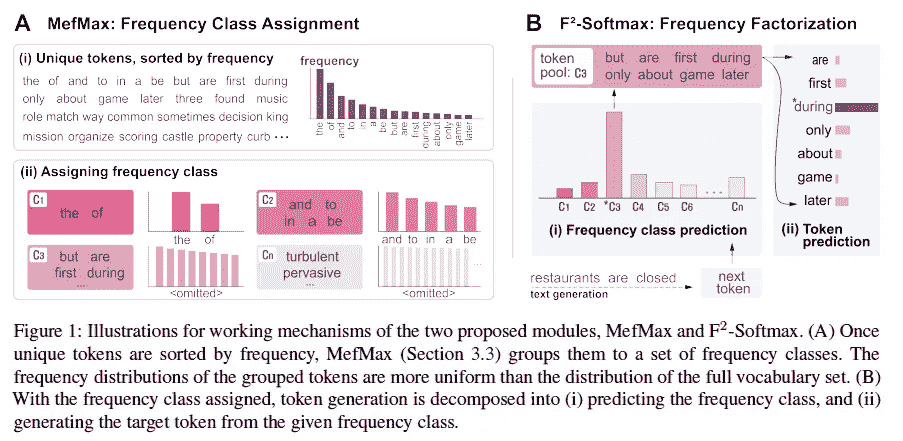 A MefMax: Frequency Class Assignment
(i) Unique tokens, sorted by frequency
the of and to in a be but are first during
only about game later three found music
role match way common sometimes decision king
mission organize scoring castle property curb ···
frequency
the of and to in a be but are first during about only game later
(ii) Assigning frequency class
C1 the of
the of
C2 and to
in a be
and to in a be
C3 but are
first during
....
<omitted>
Cn turbulent
pervasive
....
<omitted>
B F²-Softmax: Frequency Factorization
token
pool: C3
but are first during
only about game later
C1 C2 *C3 C4 C5 C6 ... Cn
(i) Frequency class prediction
restaurants are closed
text generation
next
token
are
first
*during
only
about
game
later
(ii) Token
prediction
Figure 1: Illustrations for working mechanisms of the two proposed modules, MefMax and F²-Softmax. (A) Once
unique tokens are sorted by frequency, MefMax (Section 3.3) groups them to a set of frequency classes. The
frequency distributions of the grouped tokens are more uniform than the distribution of the full vocabulary set. (B)
With the frequency class assigned, token generation is decomposed into (i) predicting the frequency class, and (ii)
generating the target token from the given frequency class.